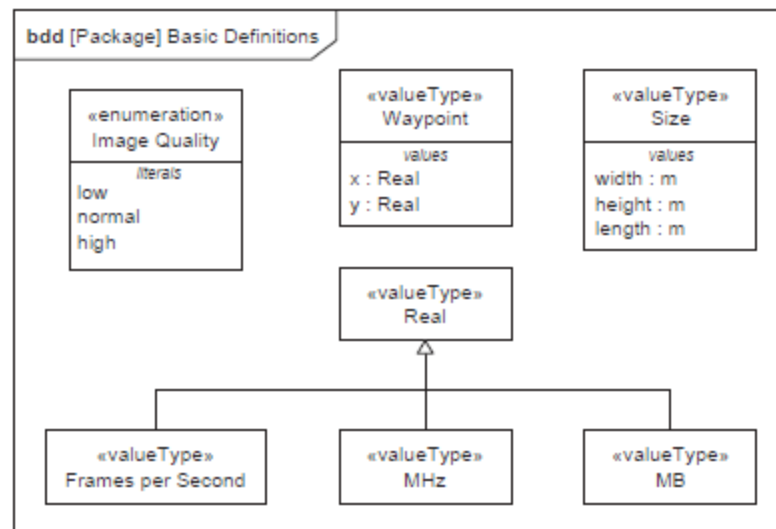 bdd [Package] Basic Definitions
«enumeration»
Image Quality
literals
low
normal
high
«valueType»
Waypoint
values
x : Real
y : Real
«valueType»
Size
values
width : m
height : m
length : m
«valueType»
Real
«valueType»
Frames per Second
«valueType»
MHz
«valueType»
MB